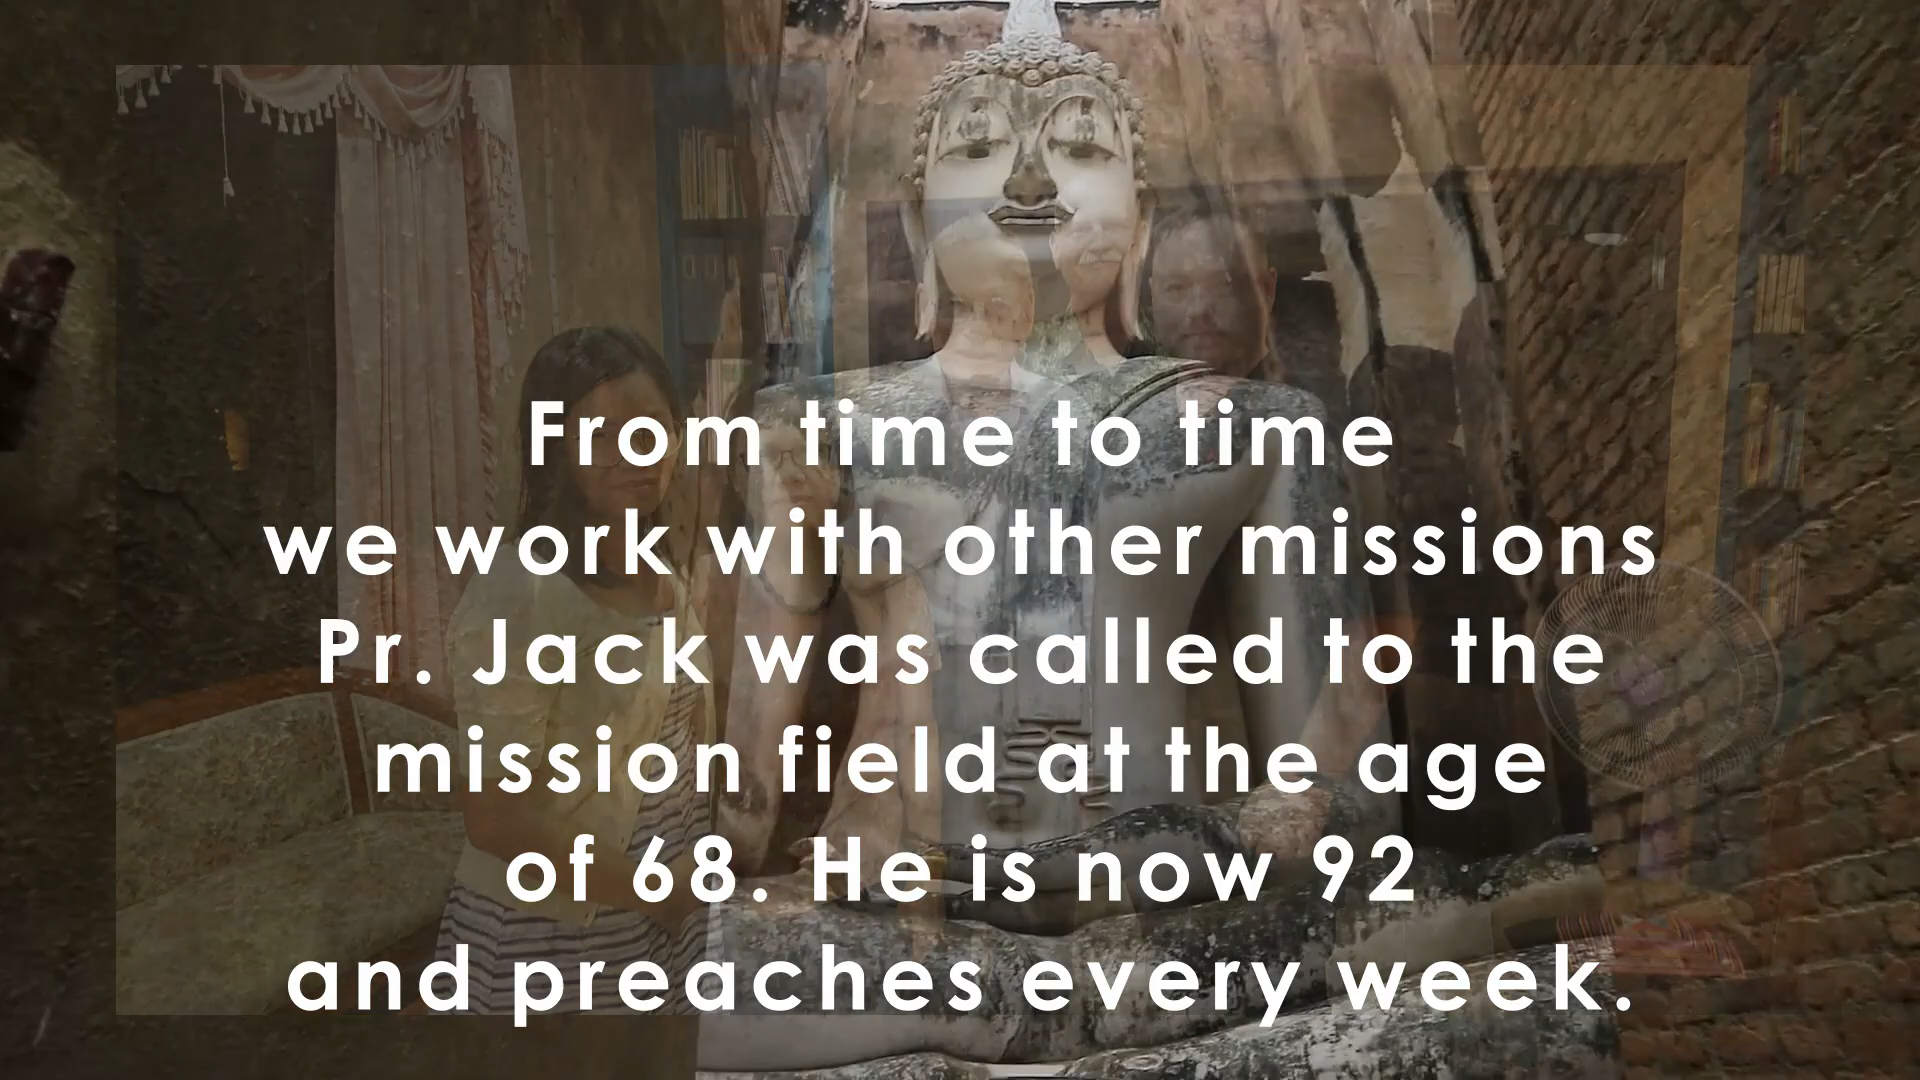 From time to time
we work with other missions
Pr. Jack was called to the
mission field at the age
of 68. He is now 92
and preaches every week.